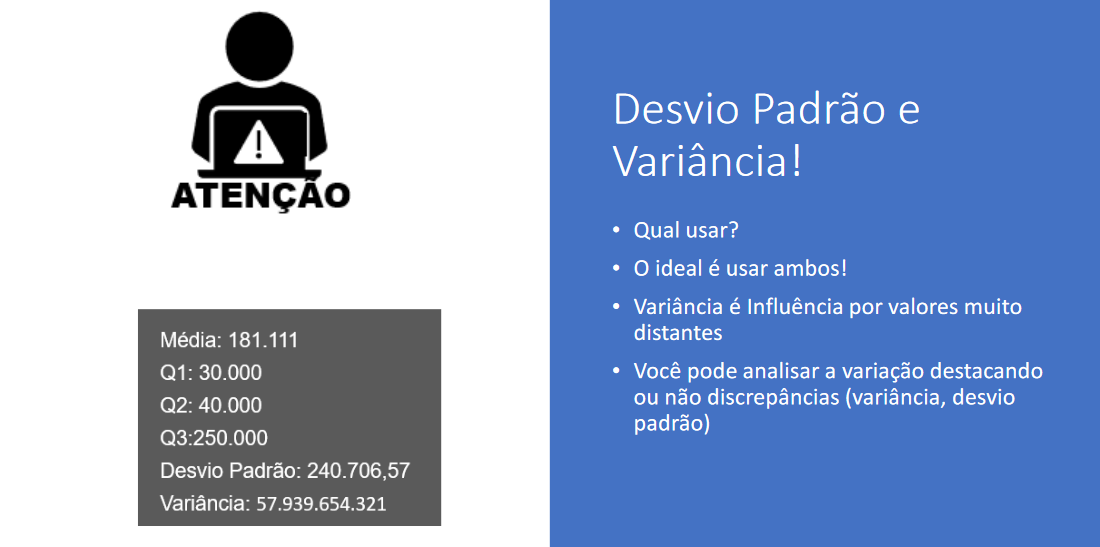 ATENÇÃO
Média: 181.111
Q1: 30.000
Q2: 40.000
Q3:250.000
Desvio Padrão: 240.706,57
Variância: 57.939.654.321
Desvio Padrão e
Variância!
• Qual usar?
• O ideal é usar ambos!
• Variância é Influência por valores muito
distantes
• Você pode analisar a variação destacando
ou não discrepâncias (variância, desvio
padrão)